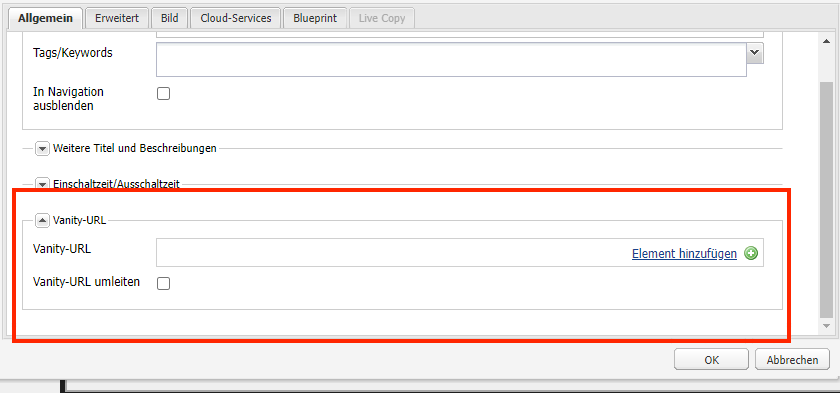 Allgemein Erweitert Bild Cloud-Services Blueprint Live Copy
Tags/Keywords
In Navigation
ausblenden
Weitere Titel und Beschreibungen
Einschaltzeit/Ausschaltzeit
Vanity-URL
Vanity-URL Element hinzufügen
Vanity-URL umleiten
OK Abbrechen